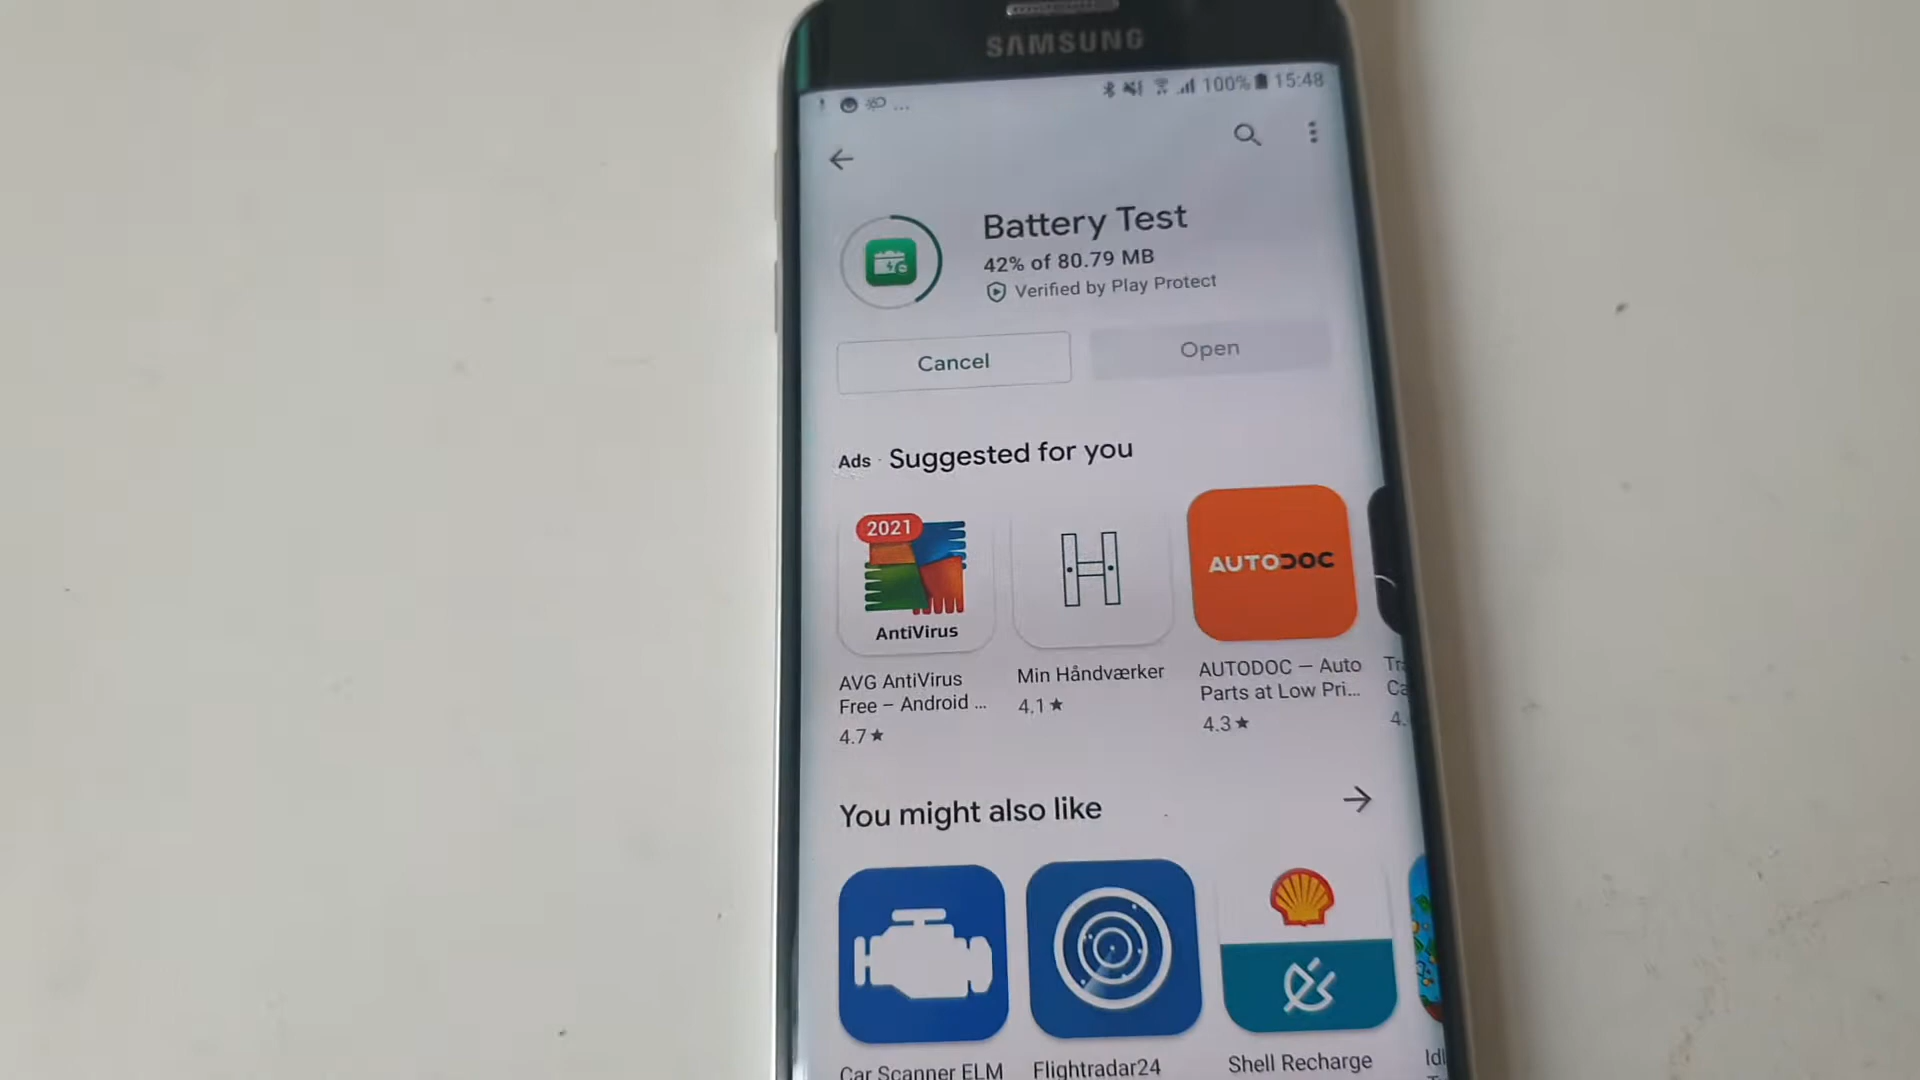 SAMSUNG
... 100% 15:48
Battery Test
42% of 80.79 MB
Verified by Play Protect
Cancel Open
Ads · Suggested for you
2021
AntiVirus
H
AUTODOC
AVG AntiVirus
Free – Android ...
4.7★
Min Håndværker
4.1★
AUTODOC – Auto
Parts at Low Pri...
4.3★
4.
You might also like
Car Scanner ELM
Flightradar24
Shell Recharge